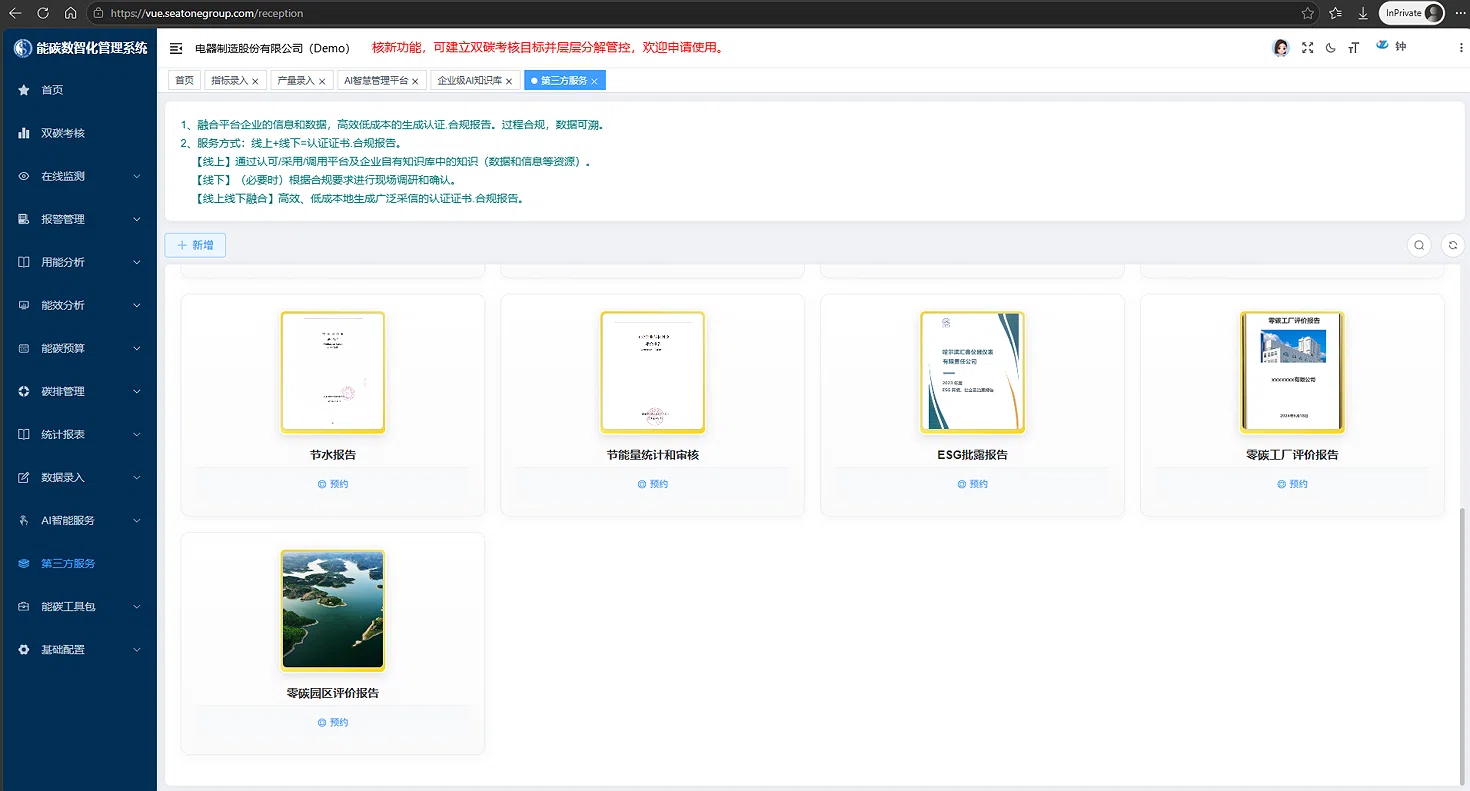 https://vue.seatonegroup.com/reception
InPrivate
能碳数智化管理系统
电器制造股份有限公司（Demo）
核新功能，可建立双碳考核目标并层层分解管控，欢迎申请使用。
钟
首页
指标录入
产量录入
AI智慧管理平台
企业级AI知识库
第三方服务
首页
双碳考核
在线监测
报警管理
用能分析
能效分析
能碳预算
碳排管理
统计报表
数据录入
AI智能服务
第三方服务
能碳工具包
基础配置
1、融合平台企业的信息和数据，高效低成本的生成认证.合规报告。过程合规，数据可溯。
2、服务方式：线上+线下=认证证书.合规报告。
【线上】通过认可/采用/调用平台及企业自有知识库中的知识（数据和信息等资源）。
【线下】（必要时）根据合规要求进行现场调研和确认。
【线上线下融合】高效、低成本地生成广泛采信的认证证书.合规报告。
新增
节水报告
预约
节能量统计和审核
预约
有限责任公司
ESG批露报告
预约
零碳工厂评价报告
XXXXXXX有限公司
零碳工厂评价报告
预约
零碳园区评价报告
预约